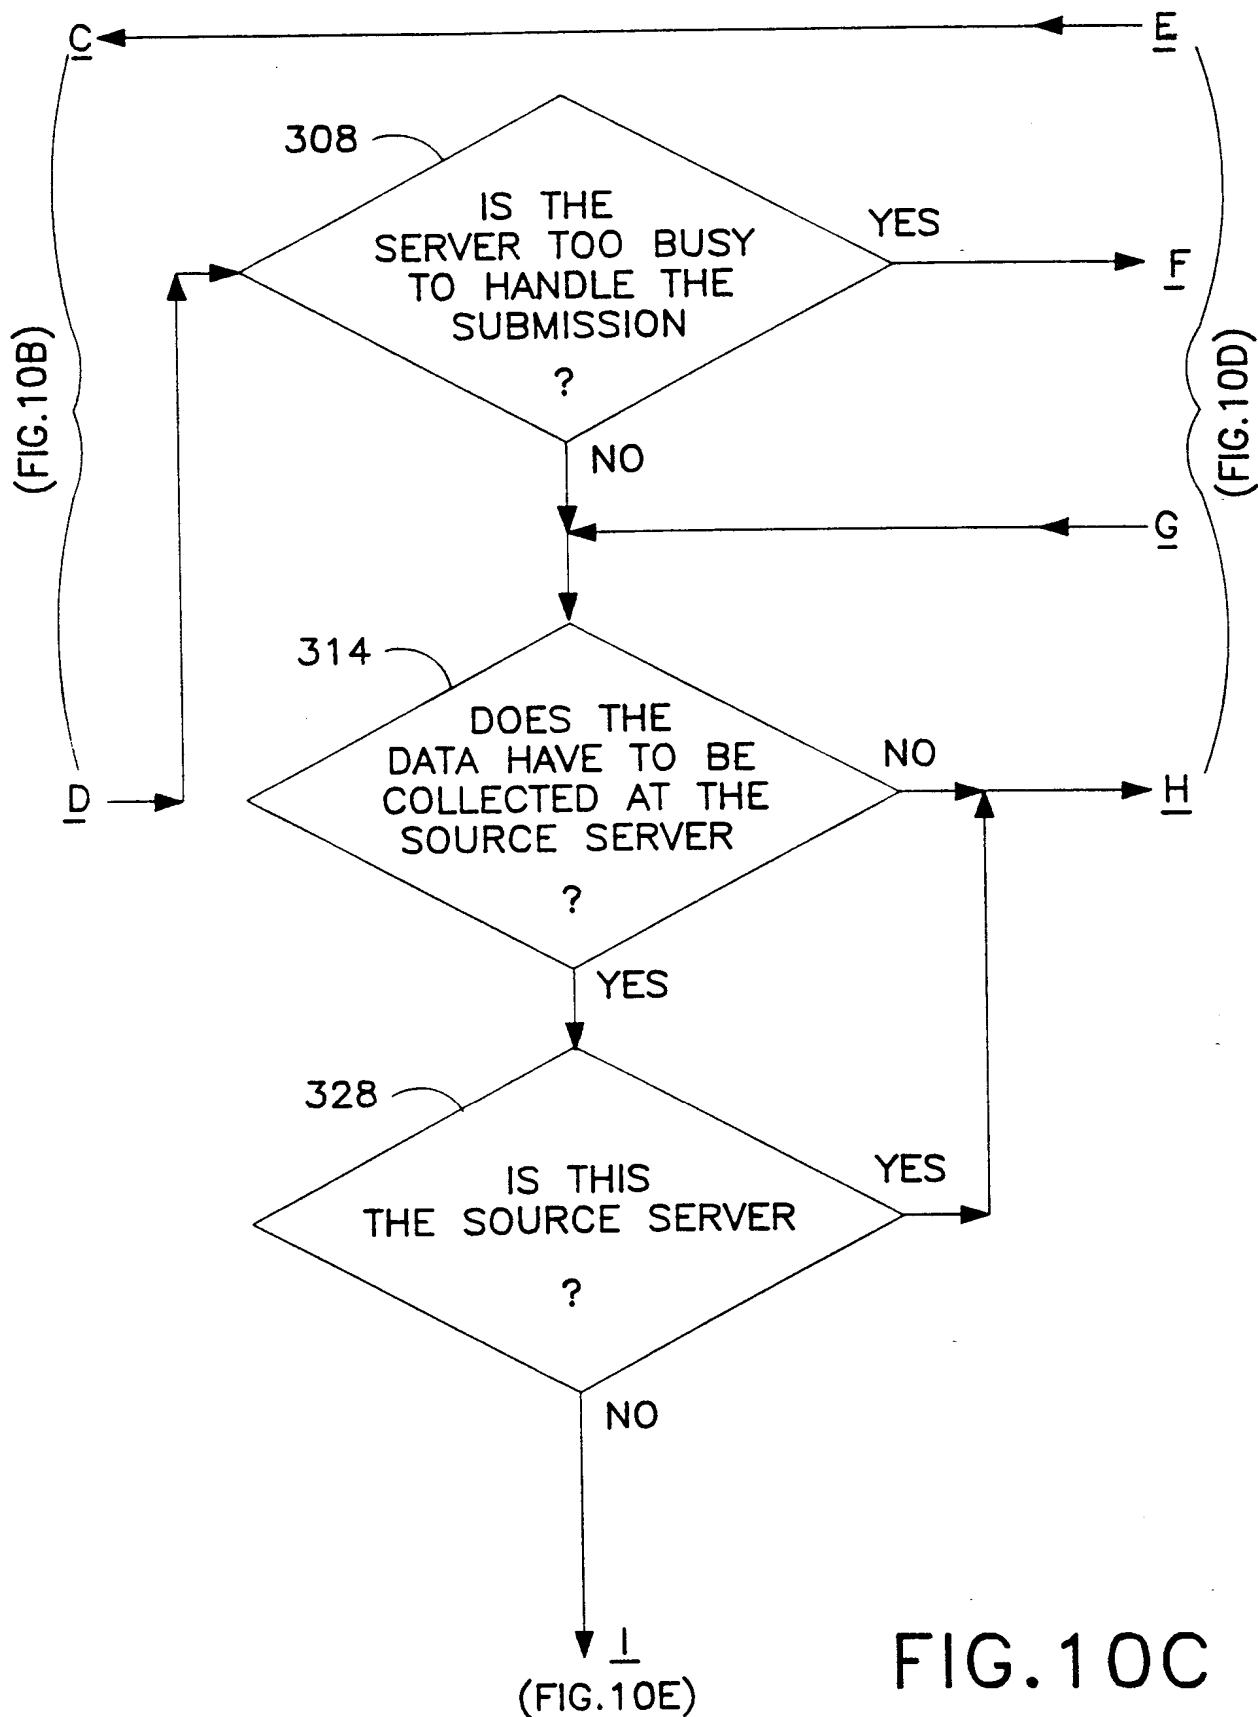 C
E
308
IS THE
SERVER TOO BUSY
TO HANDLE THE
SUBMISSION
?
YES
F
(FIG.10B)
(FIG.10D)
NO
G
314
DOES THE
DATA HAVE TO BE
COLLECTED AT THE
SOURCE SERVER
?
NO
D
H
YES
328
IS THIS
THE SOURCE SERVER
?
YES
NO
I
(FIG.10E)
FIG.10C